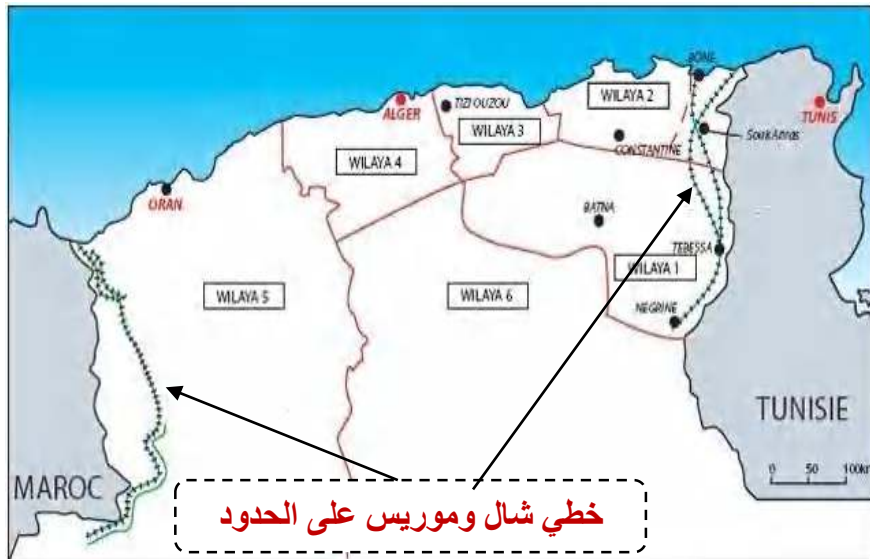 BONE
WILAYA 2
TIZI OUZOU
TUNIS
ALGER
WILAYA 3
Souk Ahras
CONSTANTINE
WILAYA 4
ORAN
BATNA
TEBESSA
WILAYA 1
WILAYA 5
WILAYA 6
NEGRINE
TUNISIE
MAROC
0 50 100km
خطي شال وموريس على الحدود